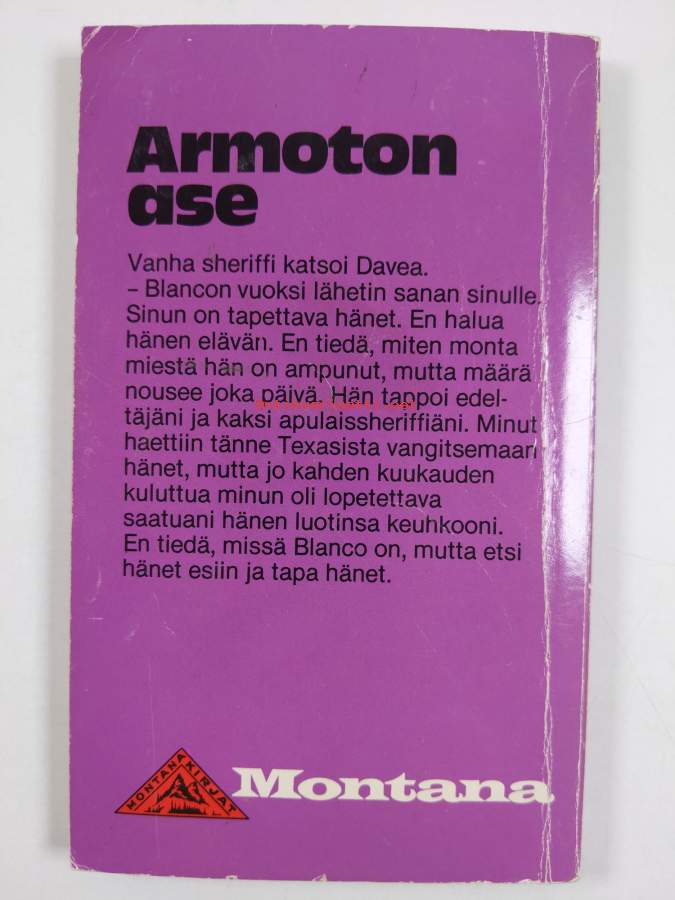 Armoton
ase
Vanha sheriffi katsoi Davea.
– Blancon vuoksi lähetin sanan sinulle.
Sinun on tapettava hänet. En halua
hänen elävän. En tiedä, miten monta
miestä hän on ampunut, mutta määrä
nousee joka päivä. Hän tappoi edel-
täjäni ja kaksi apulaissheriffiäni. Minut
haettiin tänne Texasista vangitsemaan
hänet, mutta jo kahden kuukauden
kuluttua minun oli lopetettava
saatuani hänen luotinsa keuhkooni.
En tiedä, missä Blanco on, mutta etsi
hänet esiin ja tapa hänet.
MONTANAKIRJAT
Montana